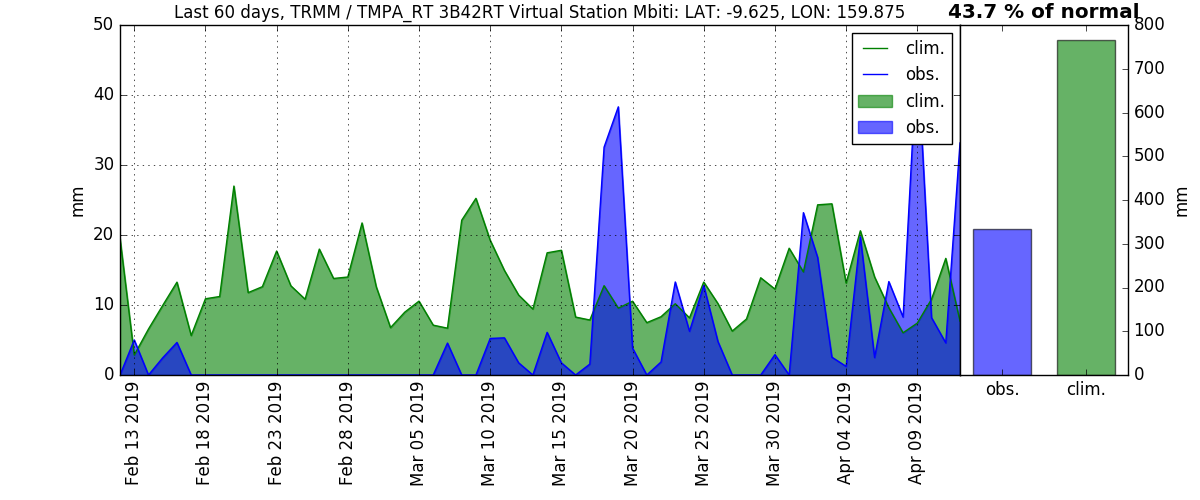 Last 60 days, TRMM / TMPA_RT 3B42RT Virtual Station Mbiti: LAT: -9.625, LON: 159.875
43.7 % of normal
50
40
30
20
10
0
mm
clim.
obs.
clim.
obs.
800
700
600
500
400
300
200
100
0
mm
Feb 13 2019
Feb 18 2019
Feb 23 2019
Feb 28 2019
Mar 05 2019
Mar 10 2019
Mar 15 2019
Mar 20 2019
Mar 25 2019
Mar 30 2019
Apr 04 2019
Apr 09 2019
obs.
clim.